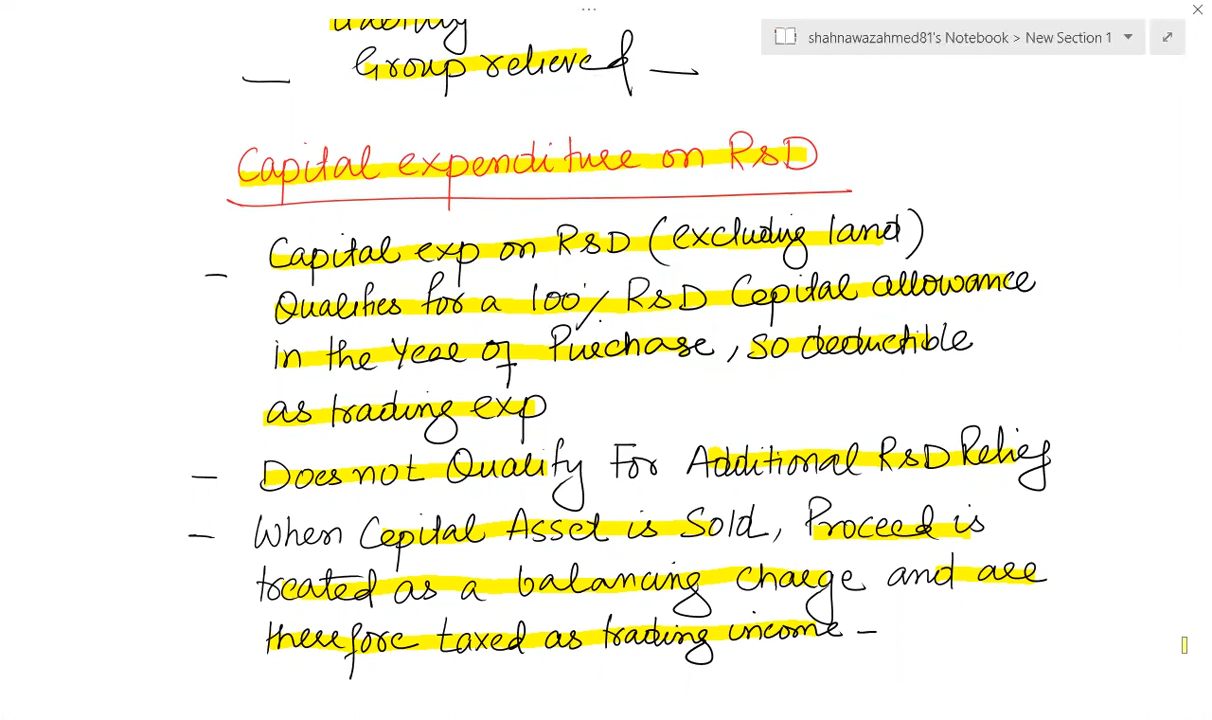 shahnawazahmed81's Notebook > New Section 1
liability
— Group relieved —
Capital expenditure on R&D
- Capital exp on R&D (excluding land)
Qualifies for a 100% R&D Capital allowance
in the Year of Purchase, so deductible
as trading exp
- Does not Qualify For Additional R&D Relief
- When Capital Asset is Sold, Proceed is
treated as a balancing charge and are
therefore taxed as trading income -